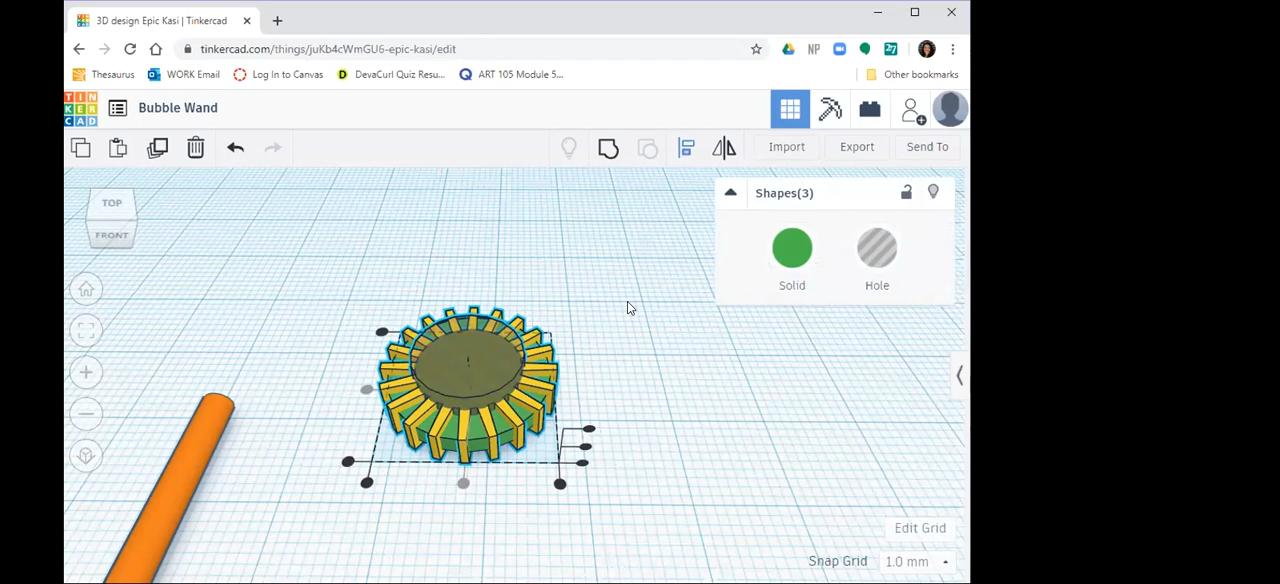 3D design Epic Kasi | Tinkercad
tinkercad.com/things/juKb4cWmGU6-epic-kasi/edit
NP
27
Thesaurus
WORK Email
Log In to Canvas
D
DevaCurl Quiz Resu...
Q
ART 105 Module 5...
Other bookmarks
TIN
KER
CAD
Bubble Wand
Import
Export
Send To
TOP
FRONT
Shapes(3)
Solid
Hole
Edit Grid
Snap Grid 1.0 mm